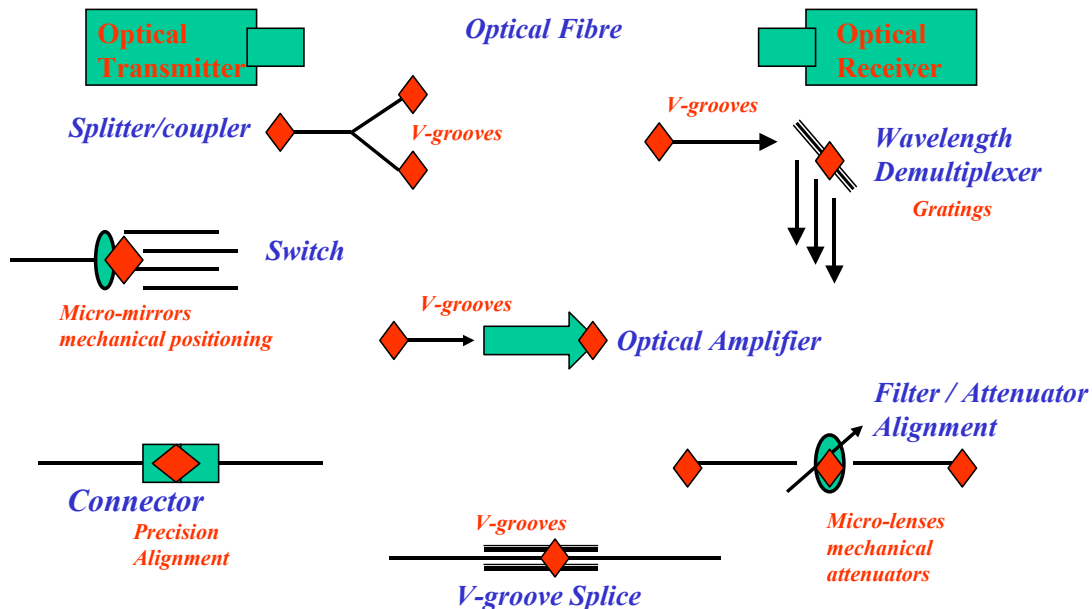 Optical
Transmitter
Optical Fibre
Optical
Receiver
Splitter/coupler
V-grooves
V-grooves
Wavelength
Demultiplexer
Gratings
Switch
Micro-mirrors
mechanical positioning
V-grooves
Optical Amplifier
Filter / Attenuator
Alignment
Connector
Precision
Alignment
V-grooves
V-groove Splice
Micro-lenses
mechanical
attenuators